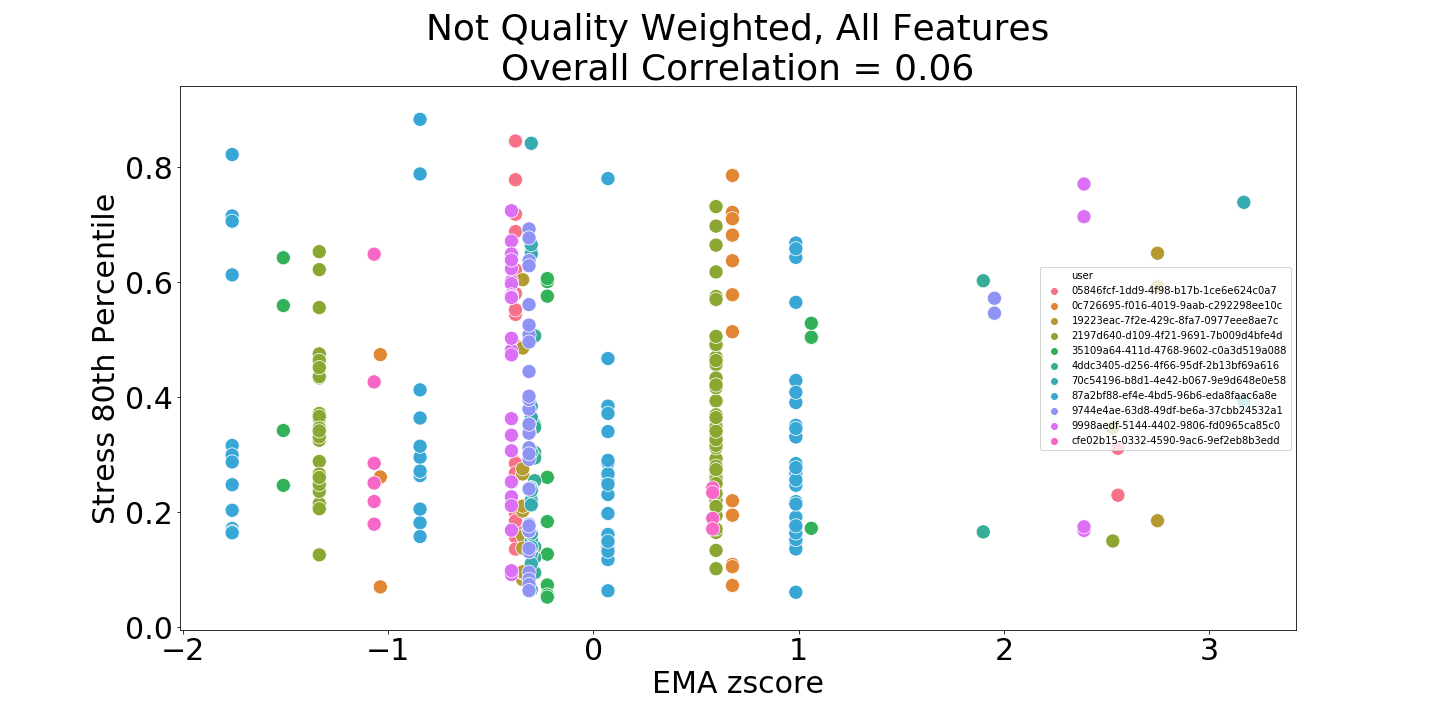 Not Quality Weighted, All Features
Overall Correlation = 0.06
Stress 80th Percentile
0.8
0.6
0.4
0.2
0.0
user
05846fcf-1dd9-4f98-b17b-1ce6e624c0a7
0c726695-f016-4019-9aab-c292298ee10c
19223eac-7f2e-429c-8fa7-0977eee8ae7c
2197d640-d109-4f21-9691-7b009d4bfe4d
35109a64-411d-4768-9602-c0a3d519a088
4ddc3405-d256-4f66-95df-2b13bf69a616
70c54196-b8d1-4e42-b067-9e9d648e0e58
87a2bf88-ef4e-4bd5-96b6-eda8faac6a8e
9744e4ae-63d8-49df-be6a-37cbb24532a1
9998aedf-5144-4402-9806-fd0965ca85c0
cfe02b15-0332-4590-9ac6-9ef2eb8b3edd
−2 −1 0 1 2 3
EMA zscore